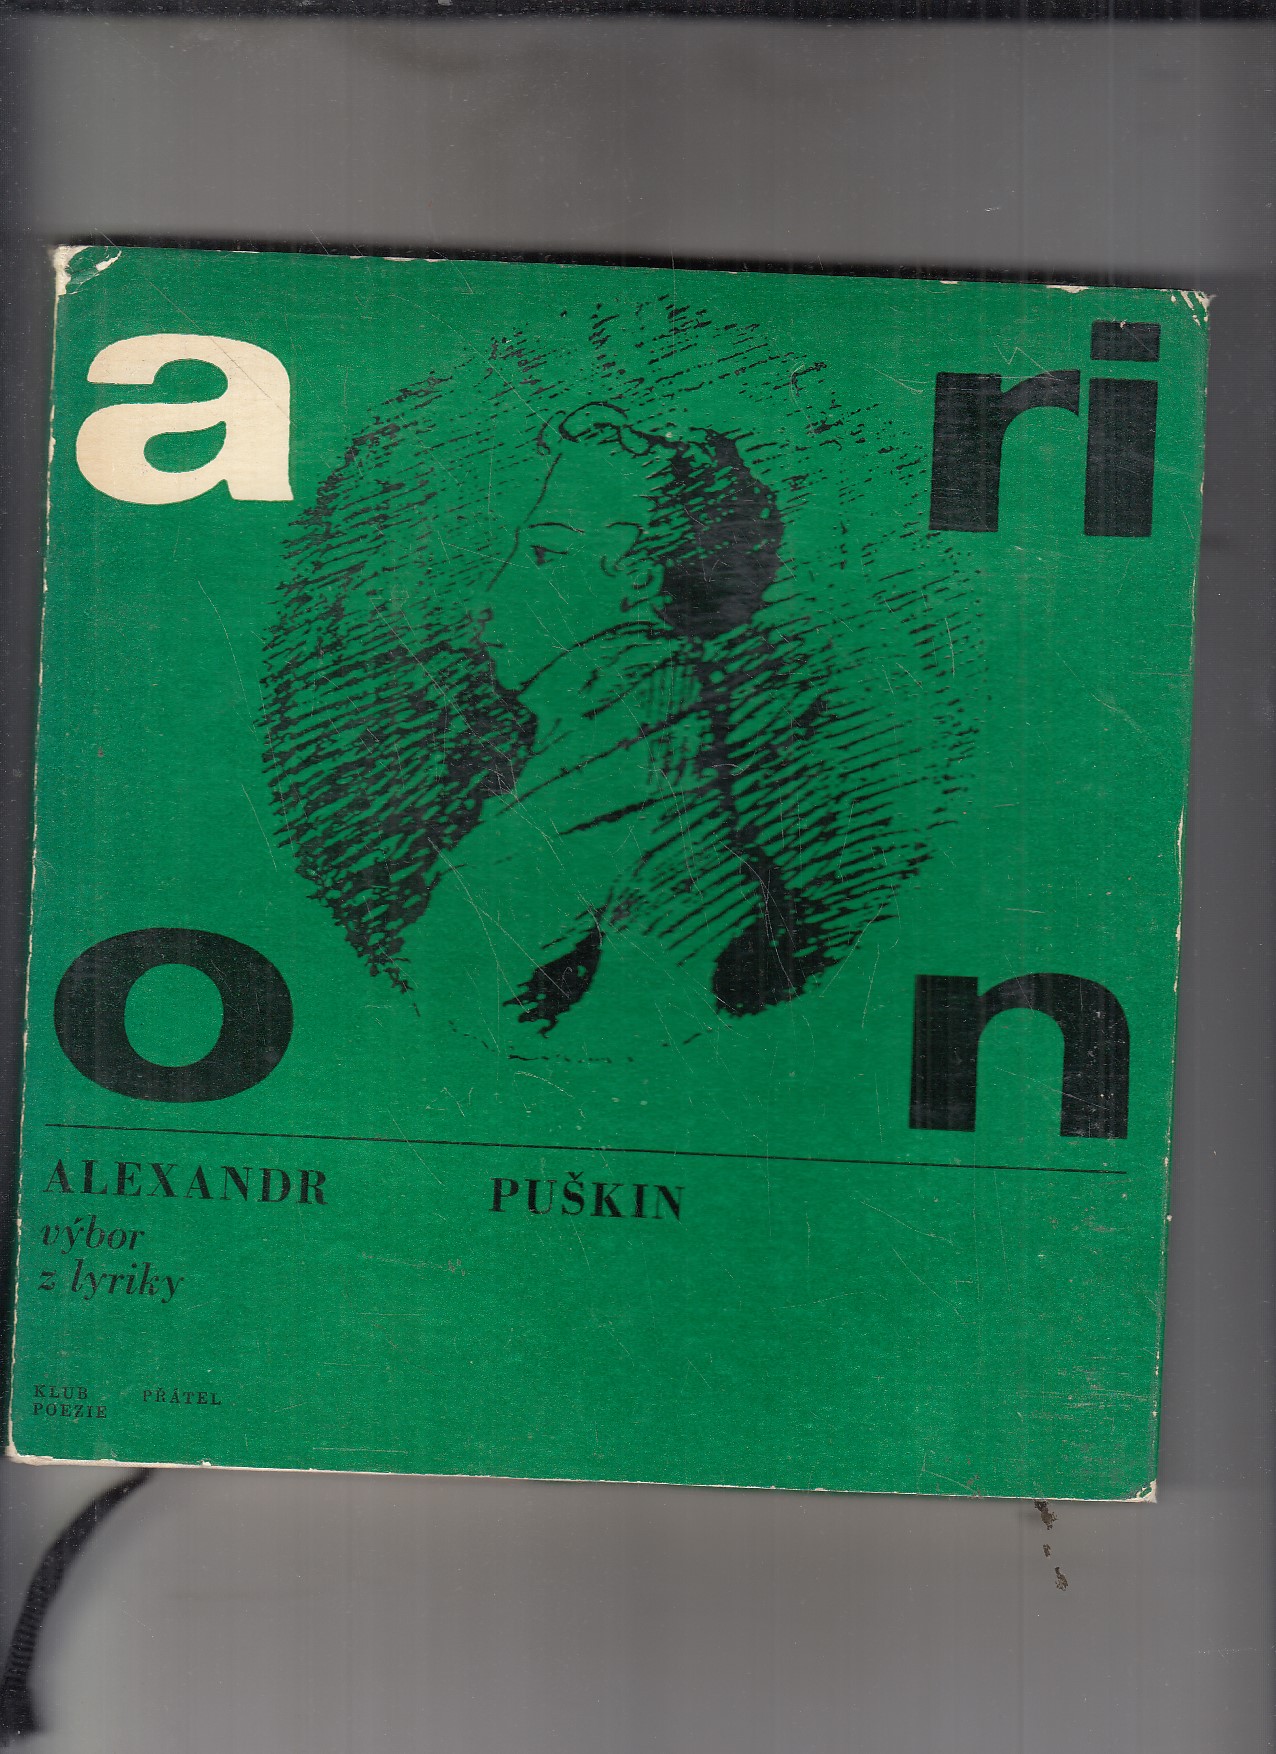 a ri
o n
ALEXANDR PUŠKIN
výbor
z lyriky
KLUB PŘÁTEL
POEZIE